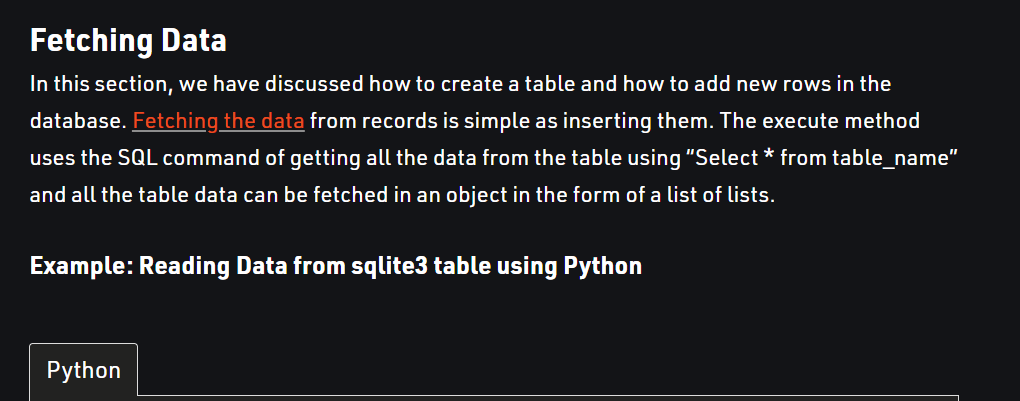 Fetching Data
In this section, we have discussed how to create a table and how to add new rows in the
database. Fetching the data from records is simple as inserting them. The execute method
uses the SQL command of getting all the data from the table using “Select * from table_name”
and all the table data can be fetched in an object in the form of a list of lists.
Example: Reading Data from sqlite3 table using Python
Python